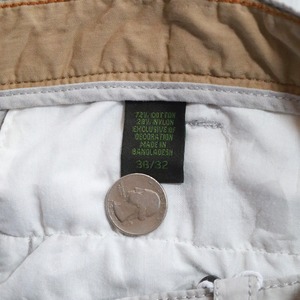 72% COTTON
28% NYLON
EXCLUSIVE OF
DECORATION
MADE IN
BANGLADESH
36/32